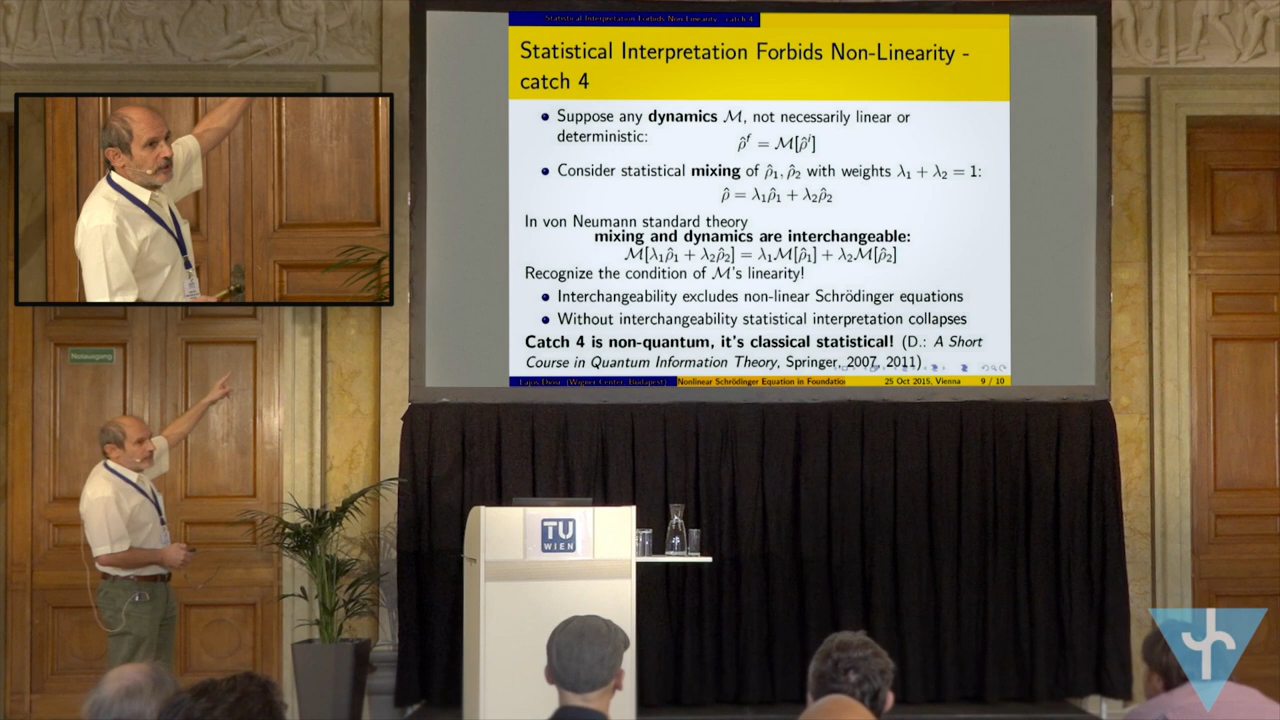 Statistical Interpretation Forbids Non-Linearity - catch 4
Statistical Interpretation Forbids Non-Linearity -
catch 4
Suppose any dynamics ℳ, not necessarily linear or
deterministic:
ρ̂ᶠ = ℳ[ρ̂ⁱ]
Consider statistical mixing of ρ̂₁, ρ̂₂ with weights λ₁ + λ₂ = 1:
ρ̂ = λ₁ρ̂₁ + λ₂ρ̂₂
In von Neumann standard theory
mixing and dynamics are interchangeable:
ℳ[λ₁ρ̂₁ + λ₂ρ̂₂] = λ₁ℳ[ρ̂₁] + λ₂ℳ[ρ̂₂]
Recognize the condition of ℳ's linearity!
Interchangeability excludes non-linear Schrödinger equations
Without interchangeability statistical interpretation collapses
Catch 4 is non-quantum, it's classical statistical! (D.: A Short
Course in Quantum Information Theory, Springer, 2007, 2011)
Lajos Diósi (Wigner Center, Budapest) Nonlinear Schrödinger Equation in Foundatio 25 Oct 2015, Vienna 9 / 10
Notausgang
TU
WIEN